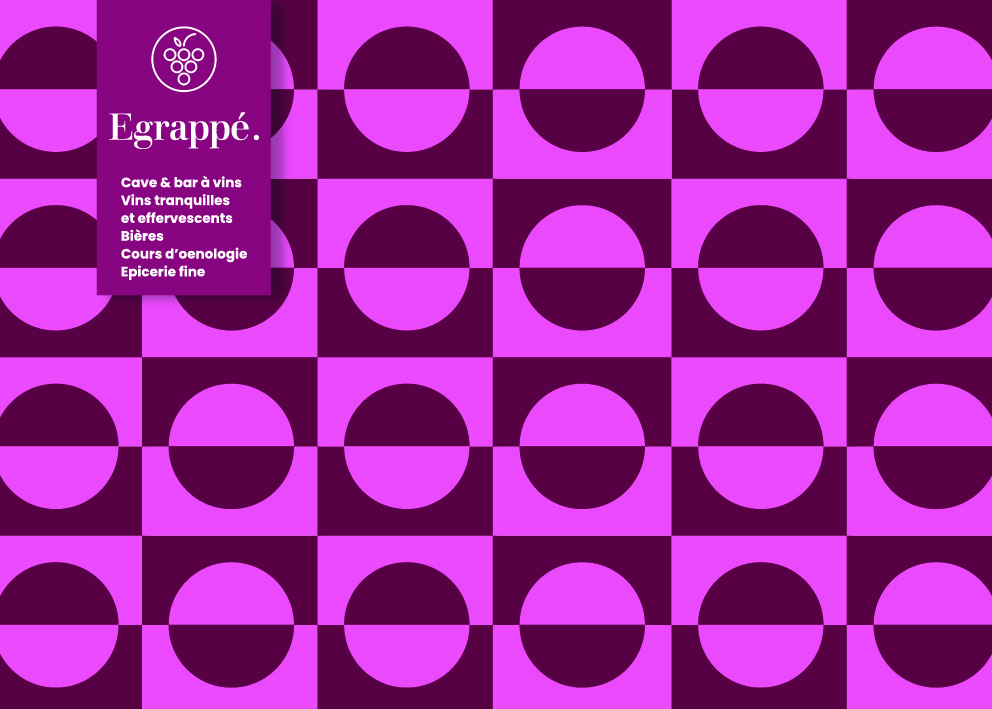 Egrappé.
Cave & bar à vins
Vins tranquilles
et effervescents
Bières
Cours d’oenologie
Epicerie fine